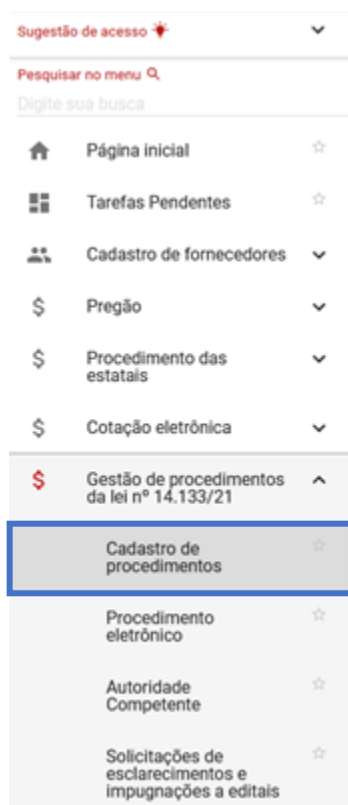 Sugestão de acesso
Pesquisar no menu
Digite sua busca
Página inicial
Tarefas Pendentes
Cadastro de fornecedores
$ Pregão
$ Procedimento das
estatais
$ Cotação eletrônica
$ Gestão de procedimentos
da lei nº 14.133/21
Cadastro de
procedimentos
Procedimento
eletrônico
Autoridade
Competente
Solicitações de
esclarecimentos e
impugnações a editais